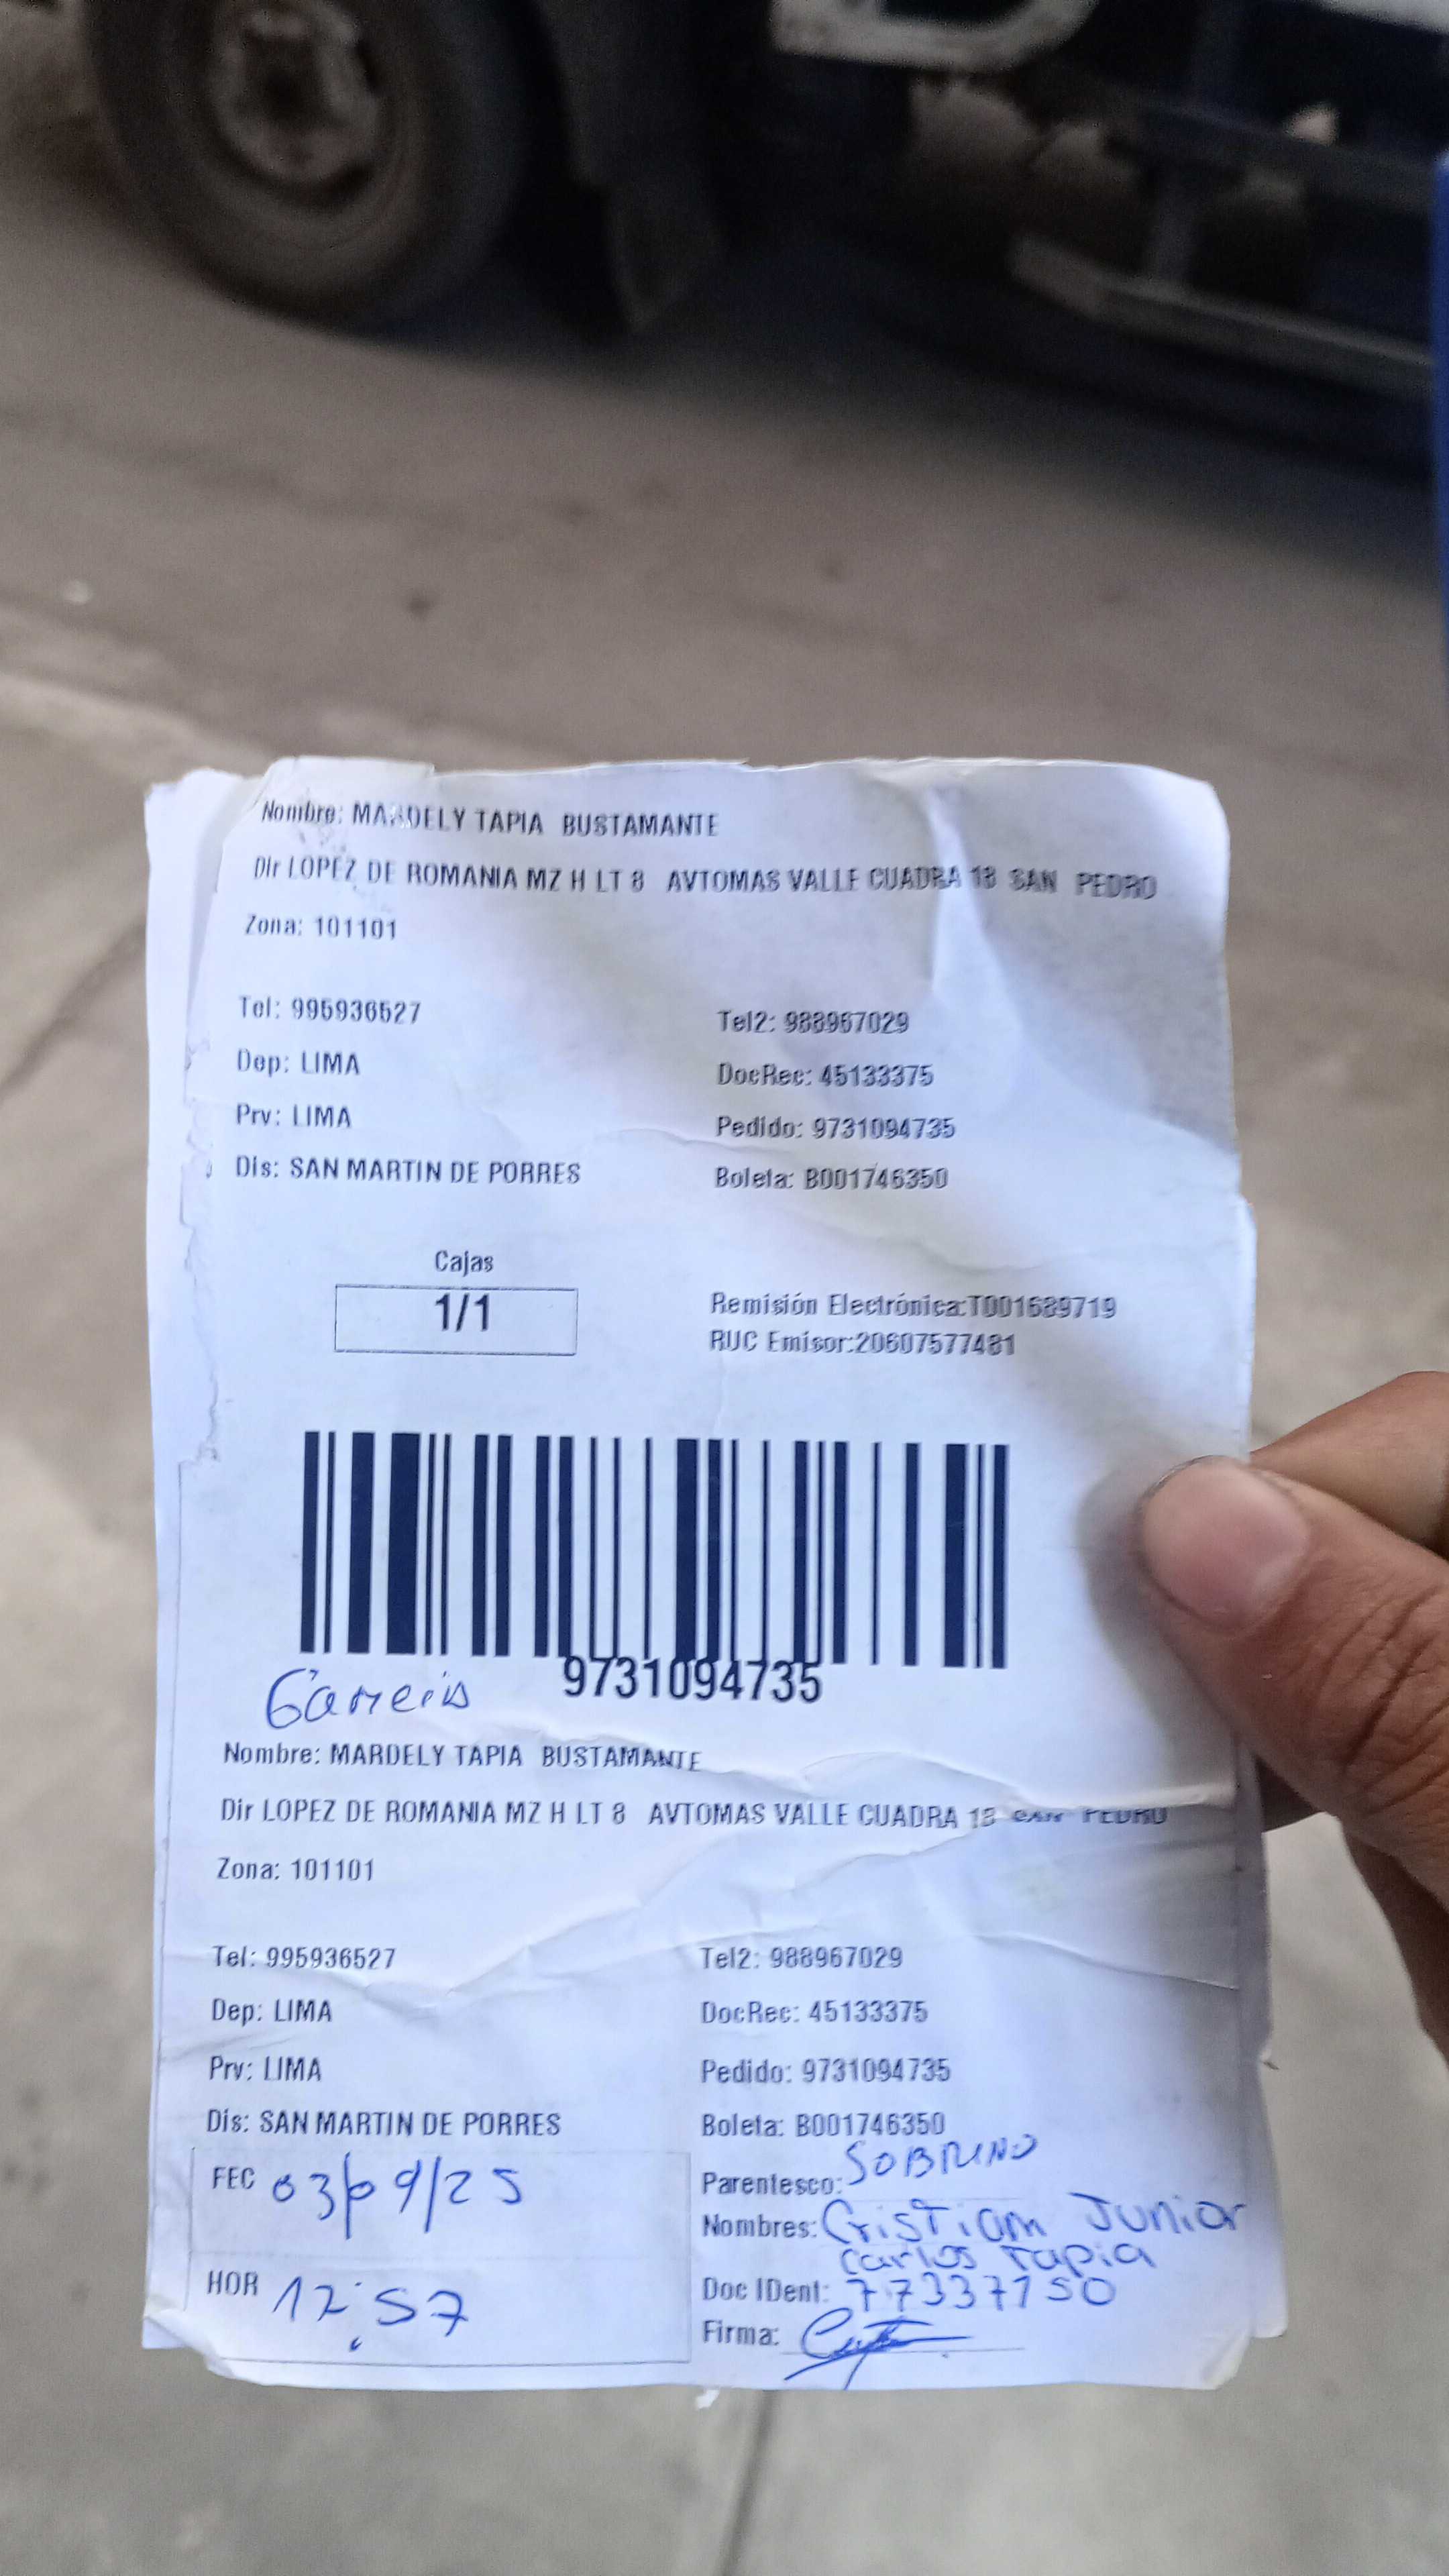 Nombre: MARDELY TAPIA BUSTAMANTE
Dir LOPEZ DE ROMANIA MZ H LT 8 AVTOMAS VALLE CUADRA 18 SAN PEDRO
Zona: 101101
Tel: 995936527 Tel2: 988967029
Dep: LIMA DocRec: 45133375
Prv: LIMA Pedido: 9731094735
Dis: SAN MARTIN DE PORRES Boleta: B001746350
Cajas
1/1
Remisión Electrónica:T001689719
RUC Emisor:20607577481
9731094735
Nombre: MARDELY TAPIA BUSTAMANTE
Dir LOPEZ DE ROMANIA MZ H LT 8 AVTOMAS VALLE CUADRA 18 SAN PEDRO
Zona: 101101
Tel: 995936527 Tel2: 988967029
Dep: LIMA DocRec: 45133375
Prv: LIMA Pedido: 9731094735
Dis: SAN MARTIN DE PORRES Boleta: B001746350
FEC 03/09/25 Parentesco: SOBRINO
Nombres: Cristiam Junior
Carlos Tapia
HOR 12:57 Doc IDent: 77337150
Firma: